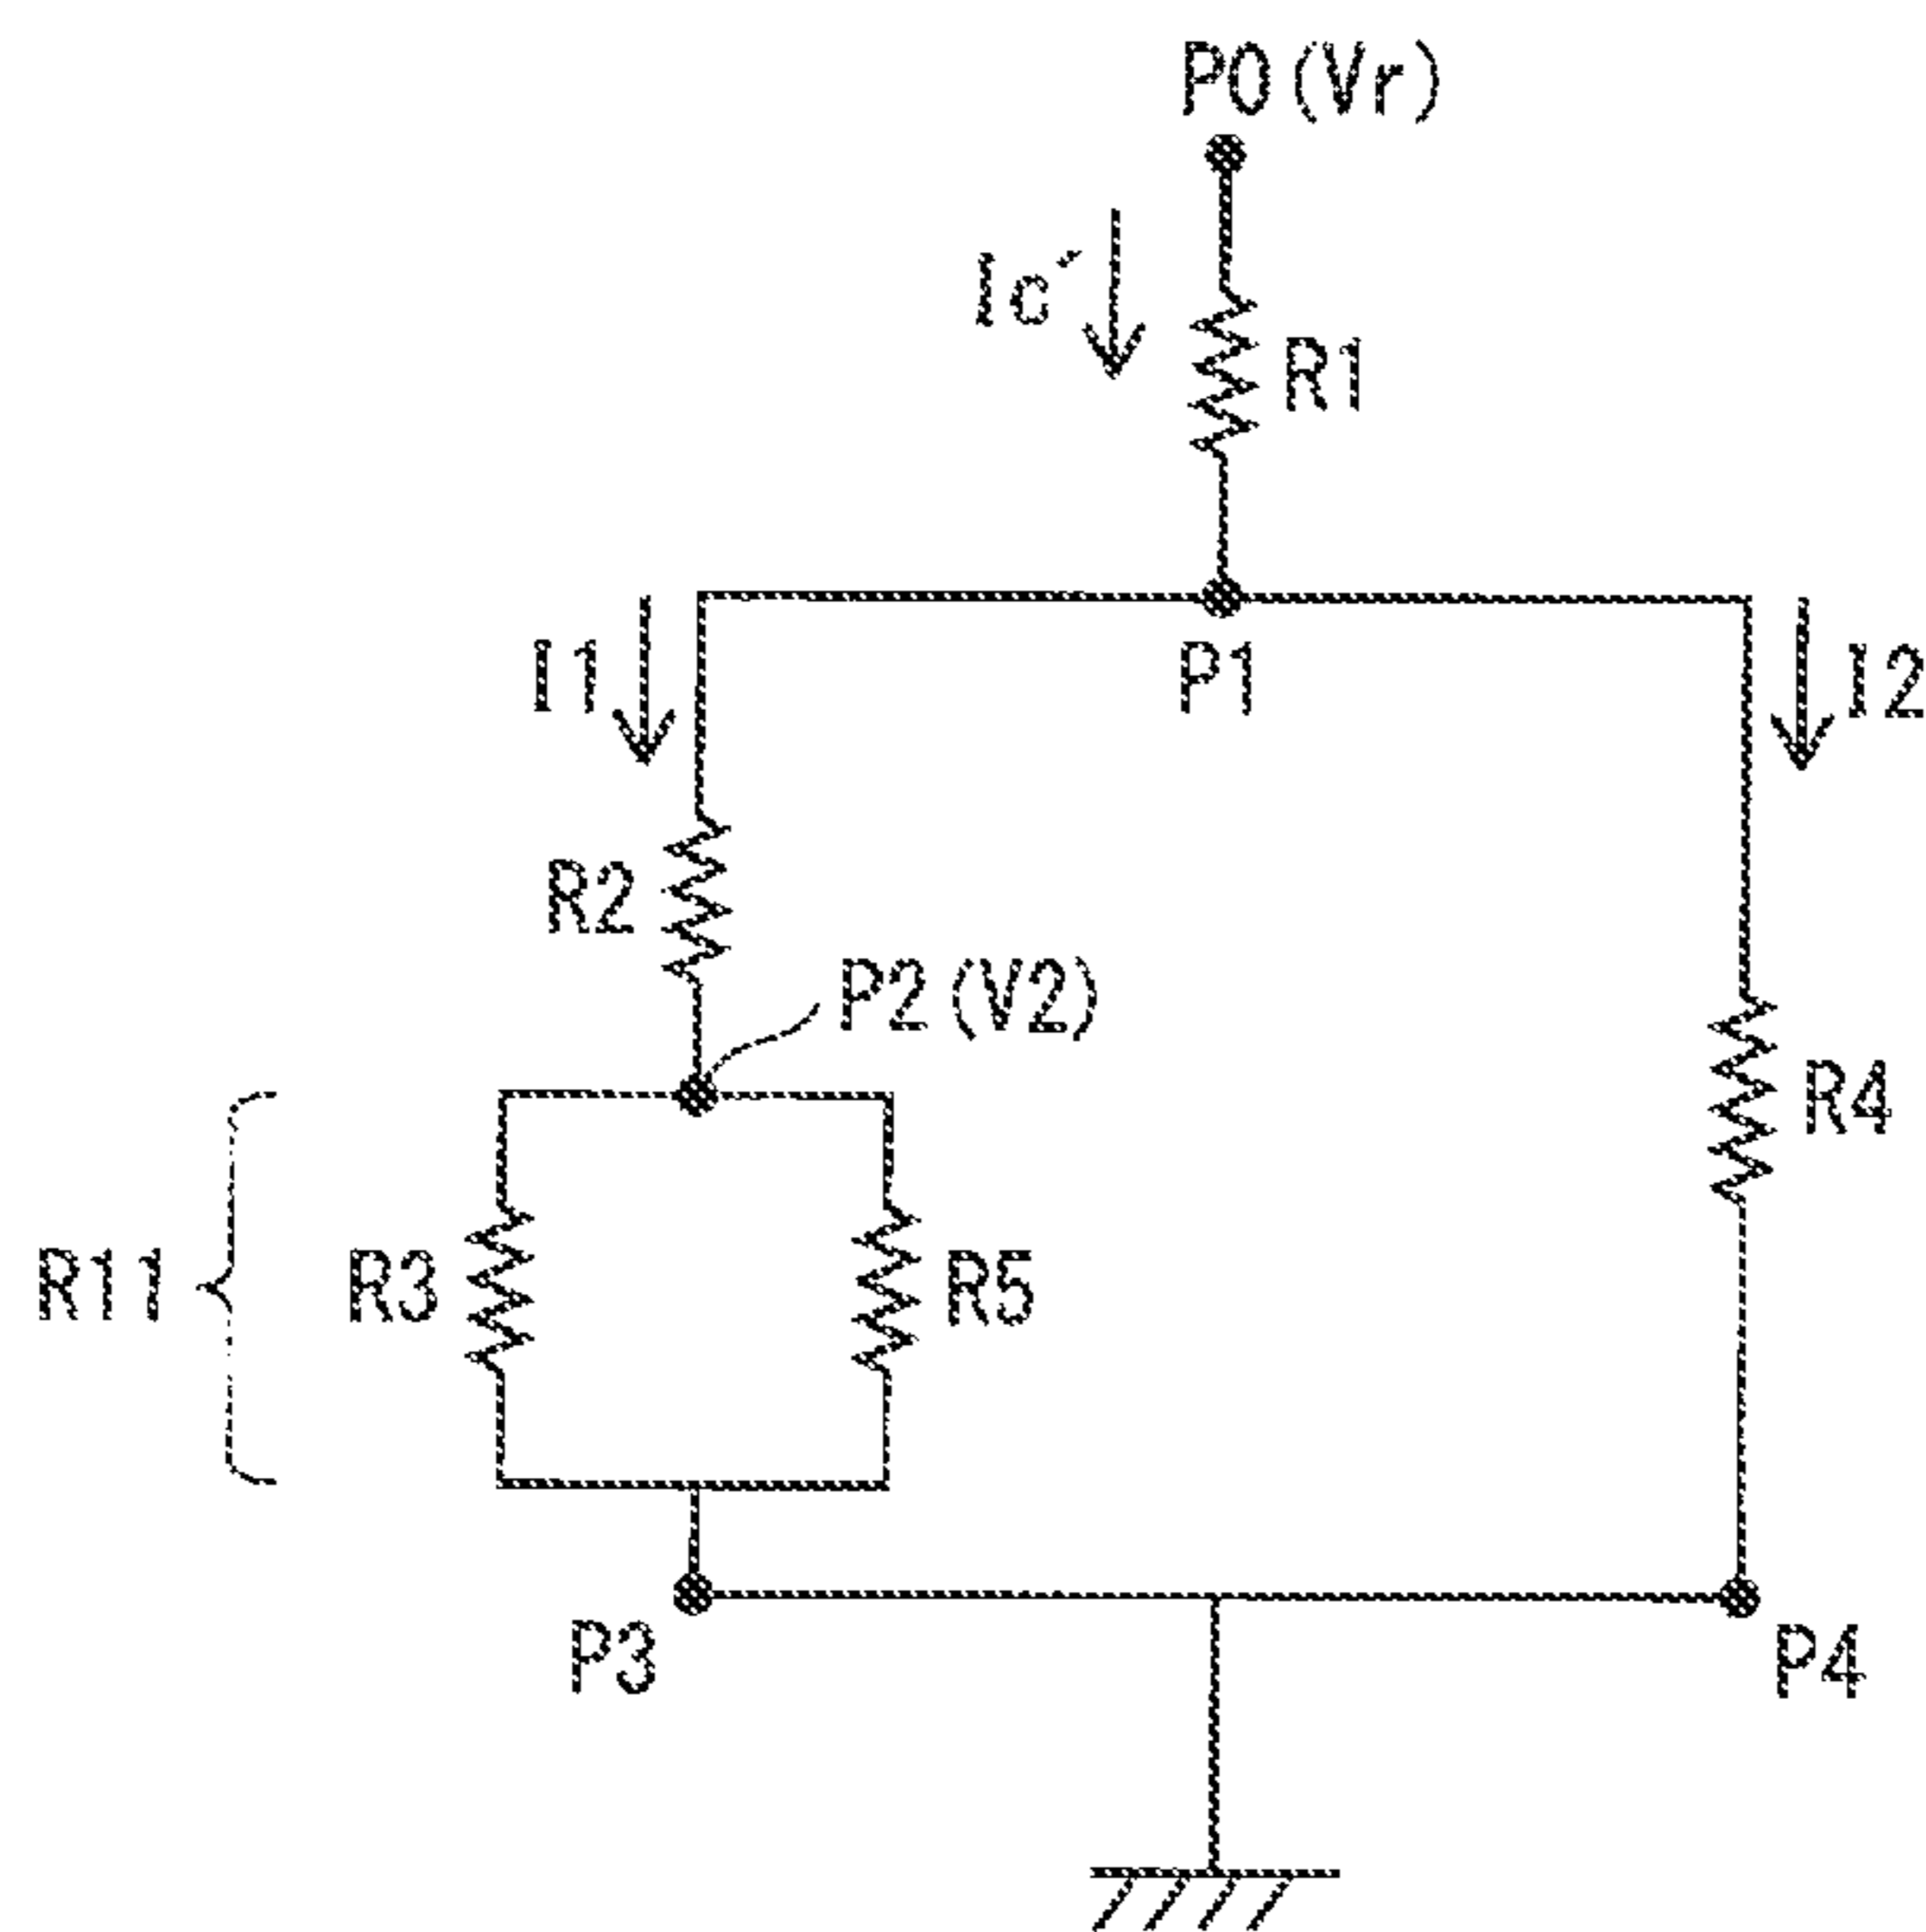 P0(Vr)
Ic´
R1
P1
I1
I2
R2
P2(V2)
R4
R11
R3
R5
P3
P4